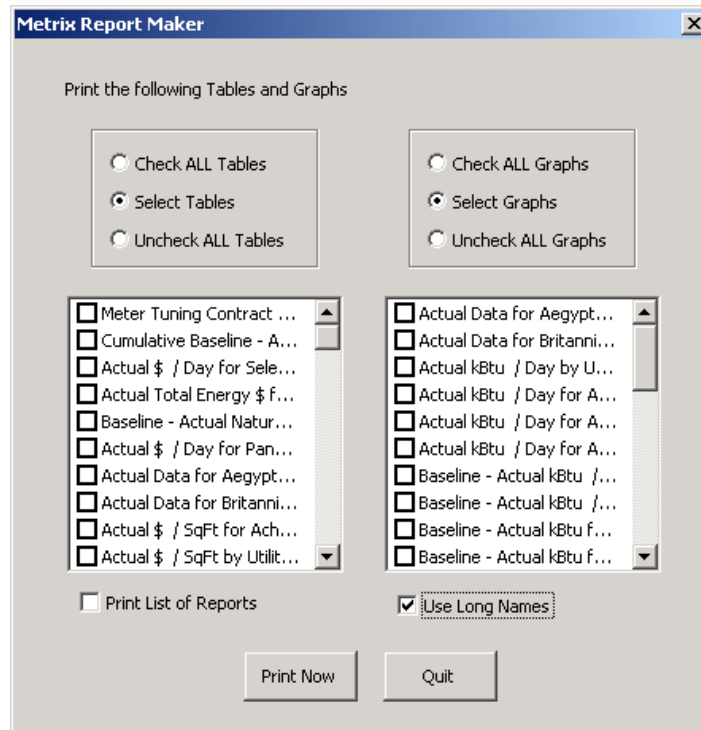 Metrix Report Maker
Print the following Tables and Graphs
Check ALL Tables
Select Tables
Uncheck ALL Tables
Check ALL Graphs
Select Graphs
Uncheck ALL Graphs
Meter Tuning Contract ...
Cumulative Baseline - A...
Actual $ / Day for Sele...
Actual Total Energy $ f...
Baseline - Actual Natur...
Actual $ / Day for Pan...
Actual Data for Aegypt...
Actual Data for Britanni...
Actual $ / SqFt for Ach...
Actual $ / SqFt by Utilit...
Actual Data for Aegypt...
Actual Data for Britanni...
Actual kBtu / Day by U...
Actual kBtu / Day for A...
Actual kBtu / Day for A...
Actual kBtu / Day for A...
Baseline - Actual kBtu /...
Baseline - Actual kBtu /...
Baseline - Actual kBtu f...
Baseline - Actual kBtu f...
Print List of Reports
Use Long Names
Print Now
Quit